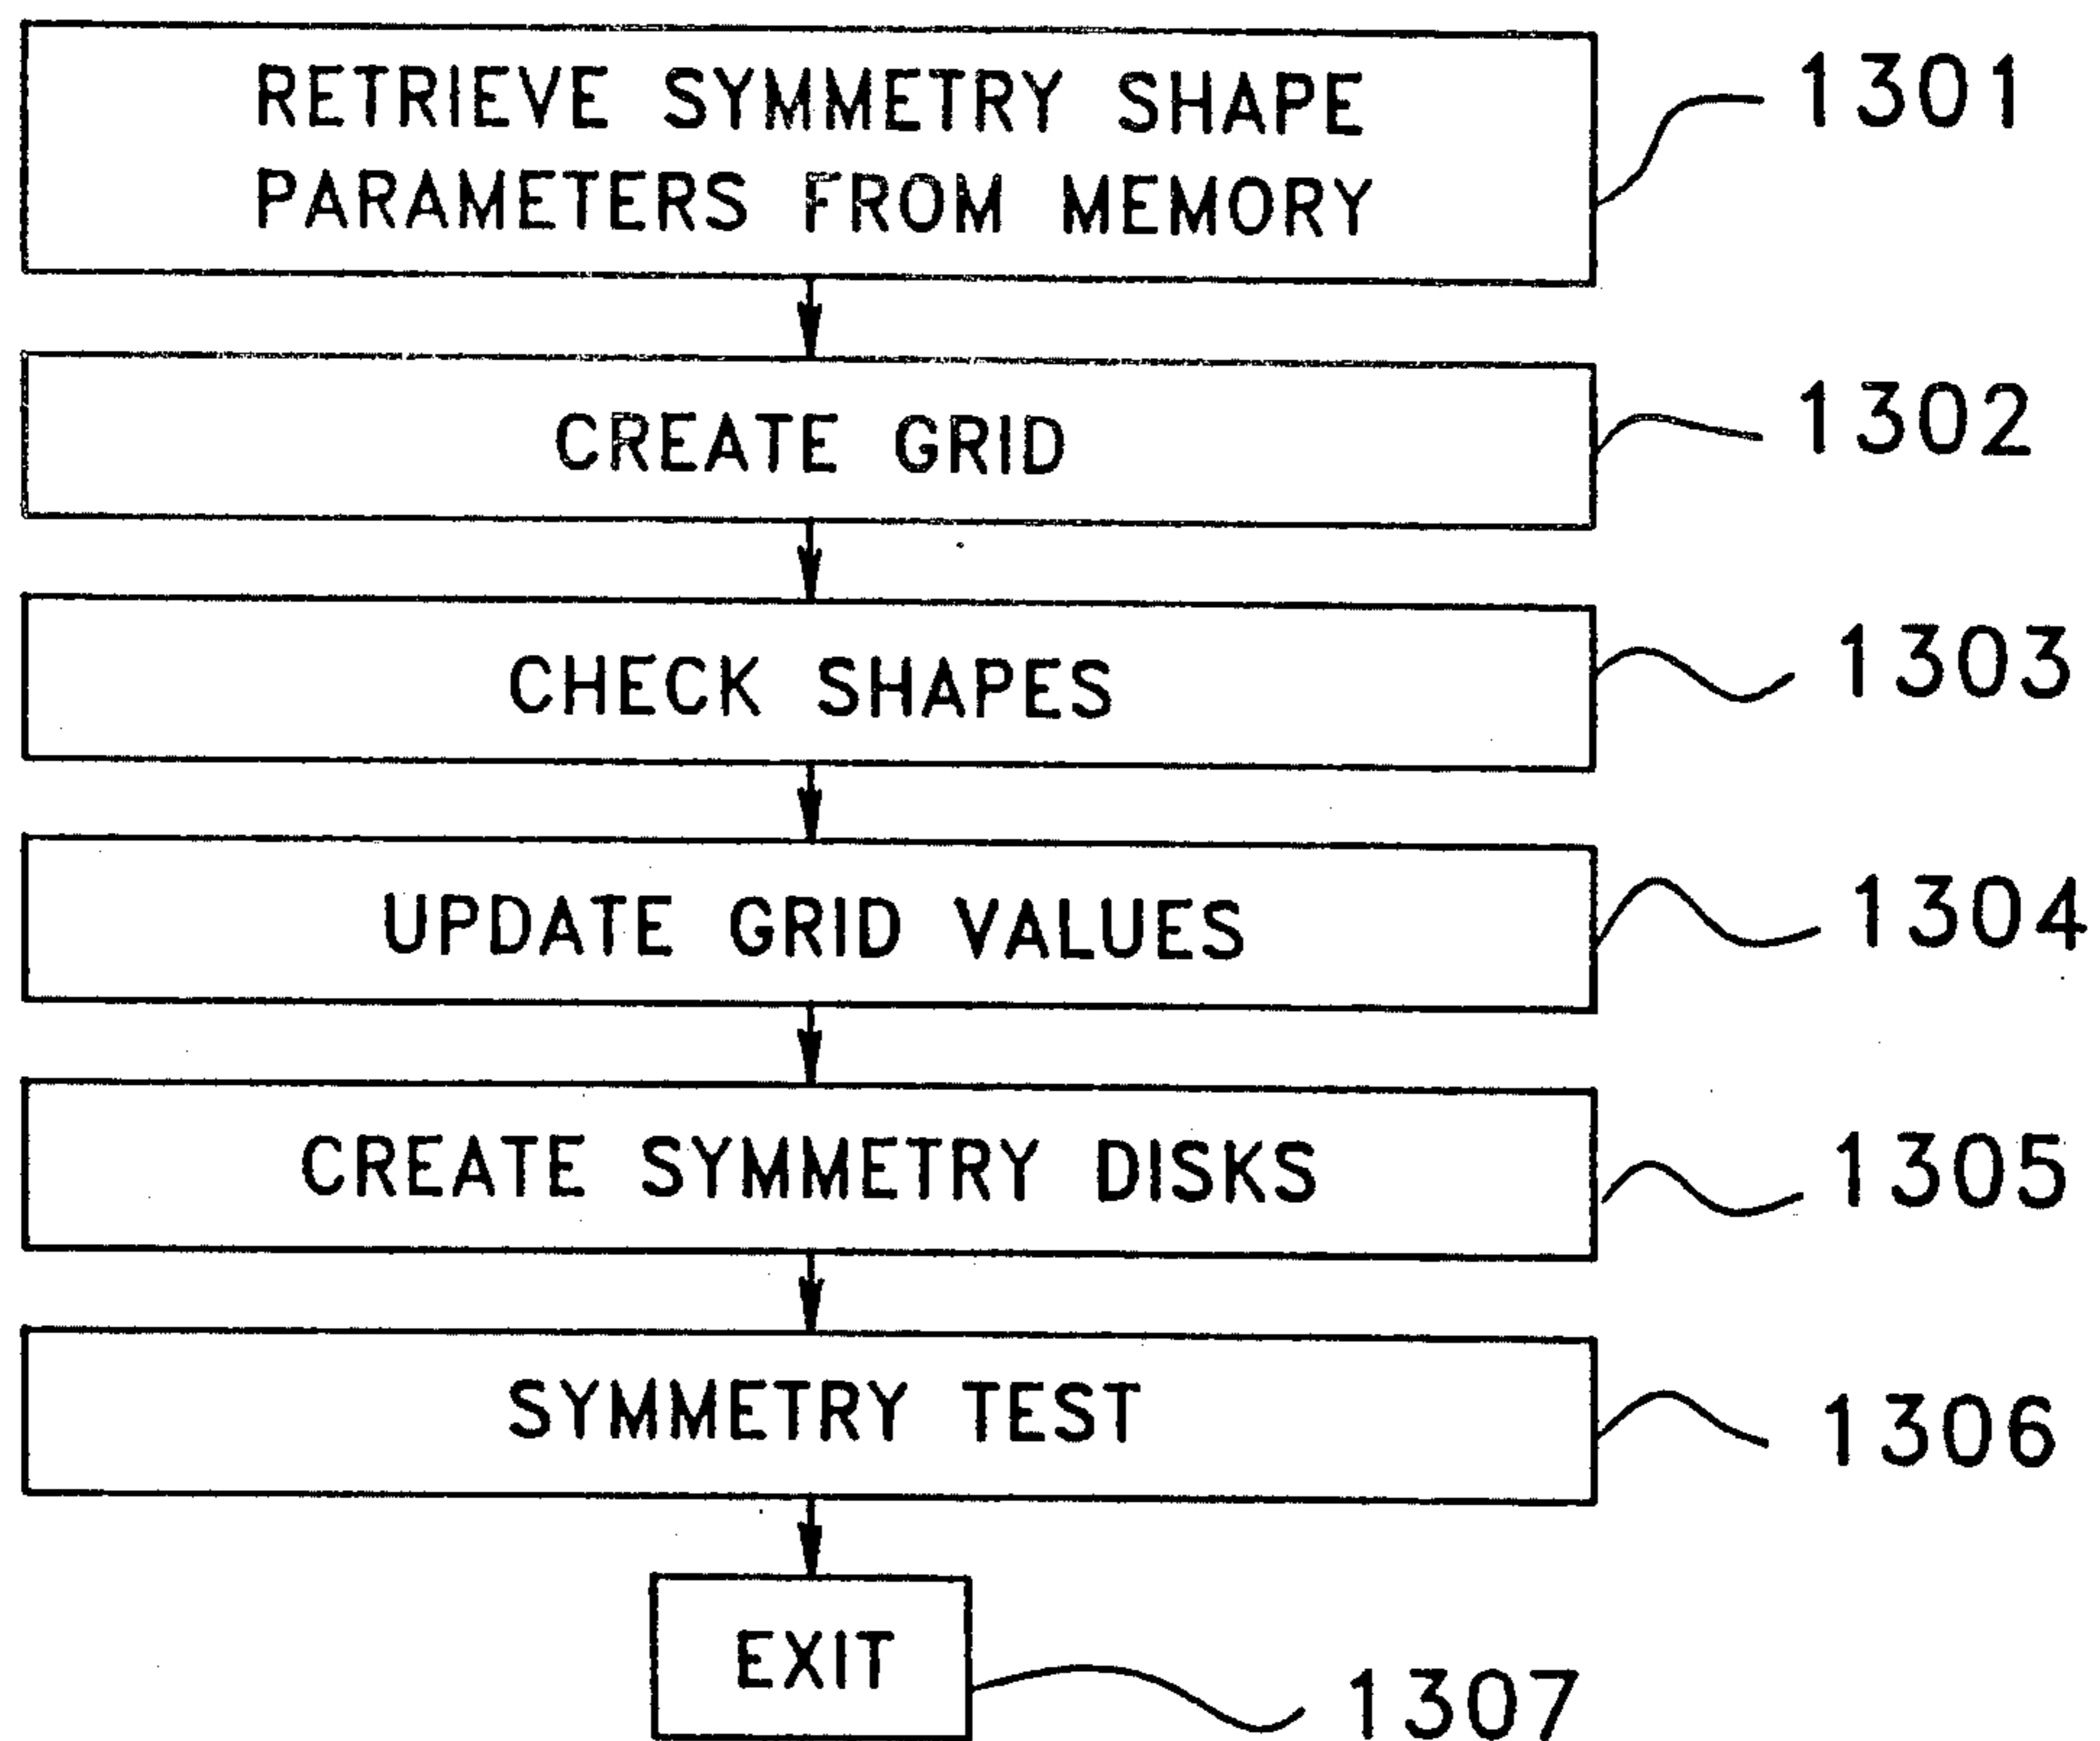 RETRIEVE SYMMETRY SHAPE
PARAMETERS FROM MEMORY
1301
CREATE GRID
1302
CHECK SHAPES
1303
UPDATE GRID VALUES
1304
CREATE SYMMETRY DISKS
1305
SYMMETRY TEST
1306
EXIT
1307